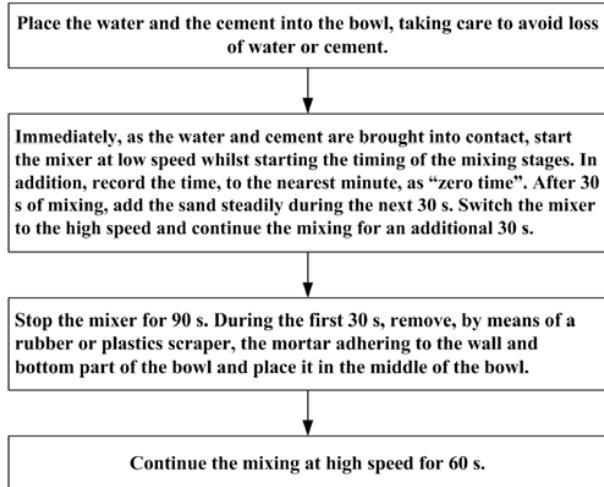 Place the water and the cement into the bowl, taking care to avoid loss
of water or cement.
Immediately, as the water and cement are brought into contact, start
the mixer at low speed whilst starting the timing of the mixing stages. In
addition, record the time, to the nearest minute, as “zero time”. After 30
s of mixing, add the sand steadily during the next 30 s. Switch the mixer
to the high speed and continue the mixing for an additional 30 s.
Stop the mixer for 90 s. During the first 30 s, remove, by means of a
rubber or plastics scraper, the mortar adhering to the wall and
bottom part of the bowl and place it in the middle of the bowl.
Continue the mixing at high speed for 60 s.